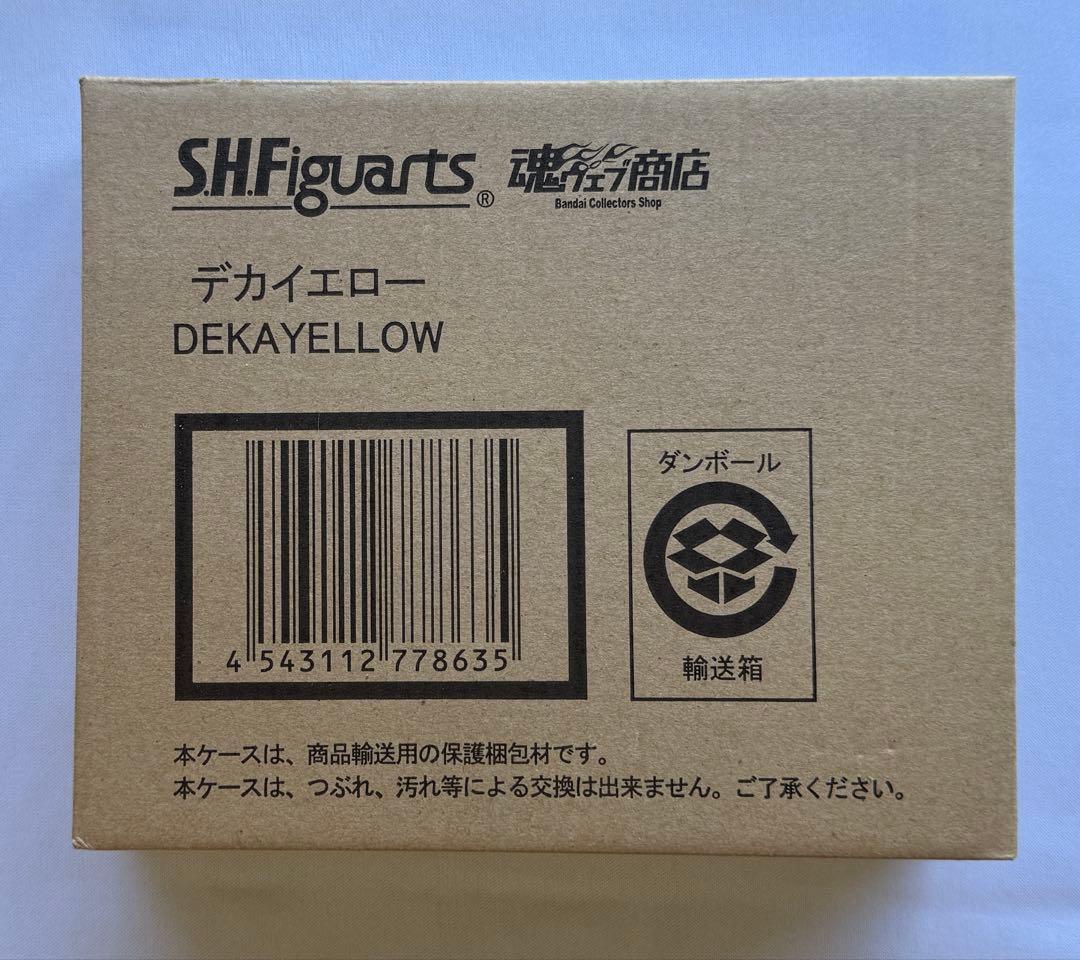 S.H.Figuarts® 魂ウェブ商店
Bandai Collectors Shop
デカイエロー
DEKAYELLOW
ダンボール
4 543112 778635
輸送箱
本ケースは、商品輸送用の保護梱包材です。
本ケースは、つぶれ、汚れ等による交換は出来ません。ご了承ください。